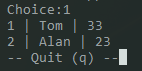 Choice:1
1 | Tom | 33
2 | Alan | 23
-- Quit (q) --